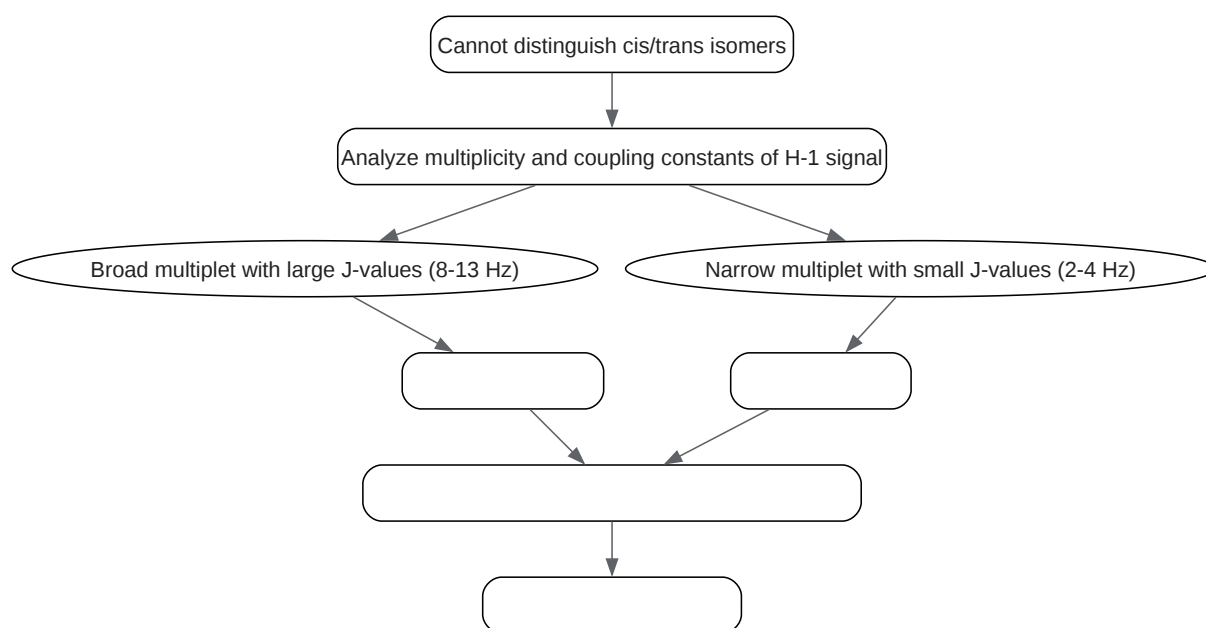 Cannot distinguish cis/trans isomers
Analyze multiplicity and coupling constants of H-1 signal
Broad multiplet with large J-values (8-13 Hz)
Narrow multiplet with small J-values (2-4 Hz)